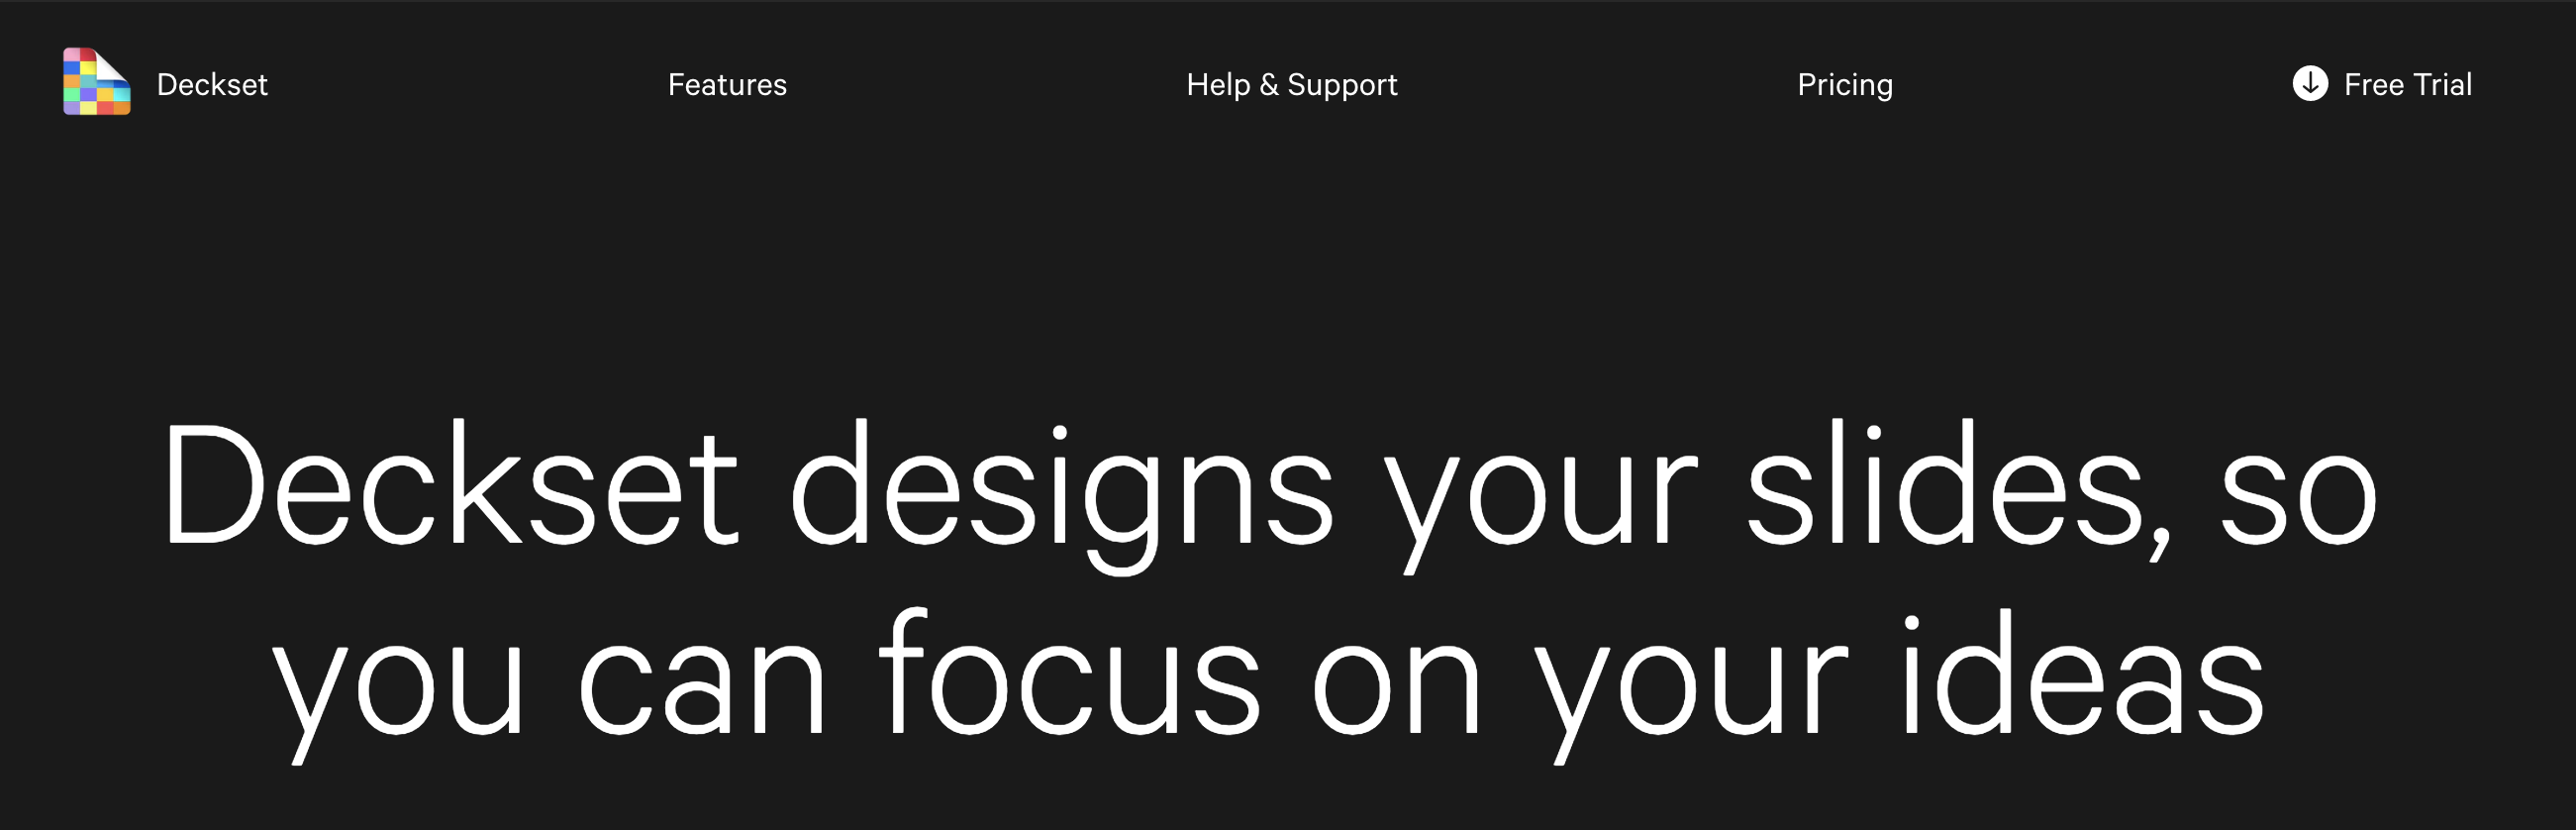 Deckset
Features
Help & Support
Pricing
Free Trial
Deckset designs your slides, so
you can focus on your ideas